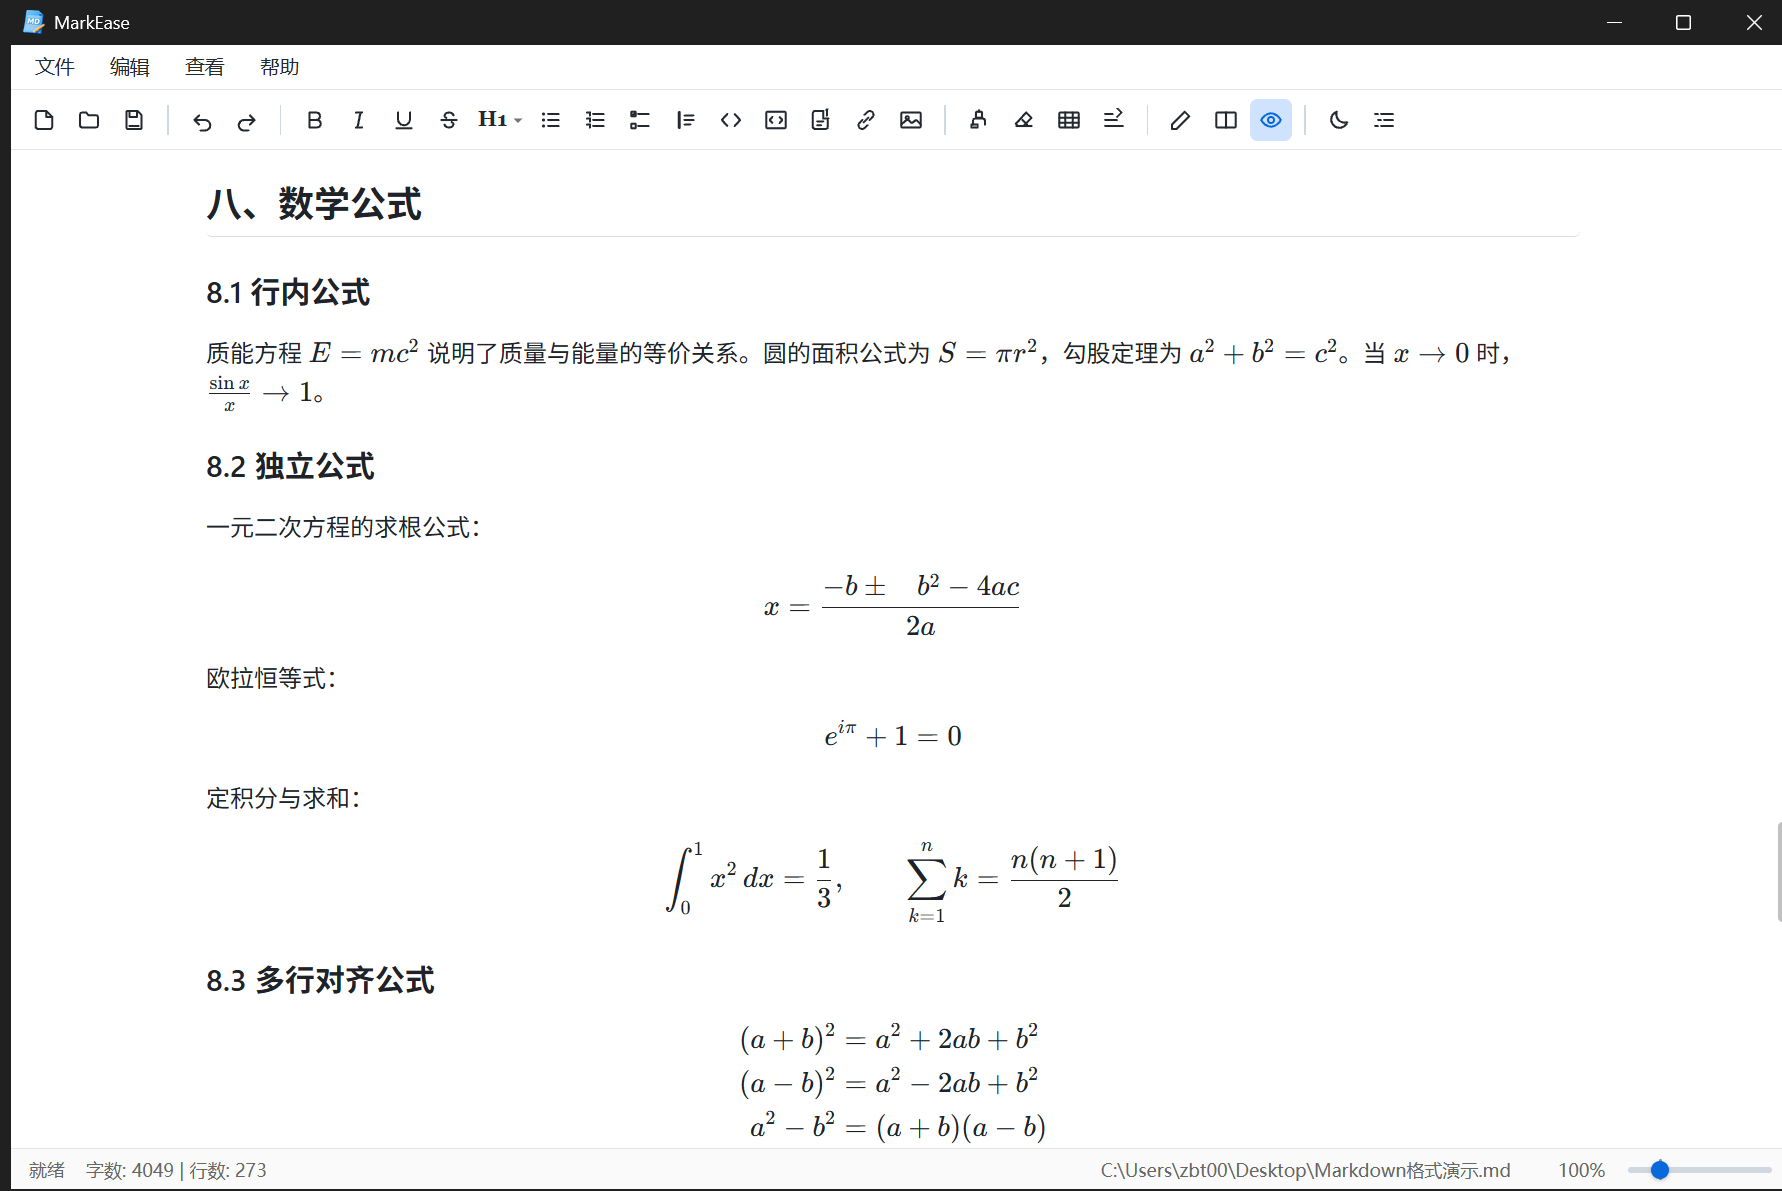 MarkEase
文件 编辑 查看 帮助
H1
八、数学公式
8.1 行内公式
质能方程 E = mc² 说明了质量与能量的等价关系。圆的面积公式为 S = πr²，勾股定理为 a² + b² = c²。当 x → 0 时，
sin x / x → 1。
8.2 独立公式
一元二次方程的求根公式：
x = (−b ± b² − 4ac) / 2a
欧拉恒等式：
e^{iπ} + 1 = 0
定积分与求和：
∫₀¹ x² dx = 1/3, ∑_{k=1}^{n} k = n(n + 1)/2
8.3 多行对齐公式
(a + b)² = a² + 2ab + b²
(a − b)² = a² − 2ab + b²
a² − b² = (a + b)(a − b)
就绪 字数: 4049 | 行数: 273 C:\Users\zbt00\Desktop\Markdown格式演示.md 100%